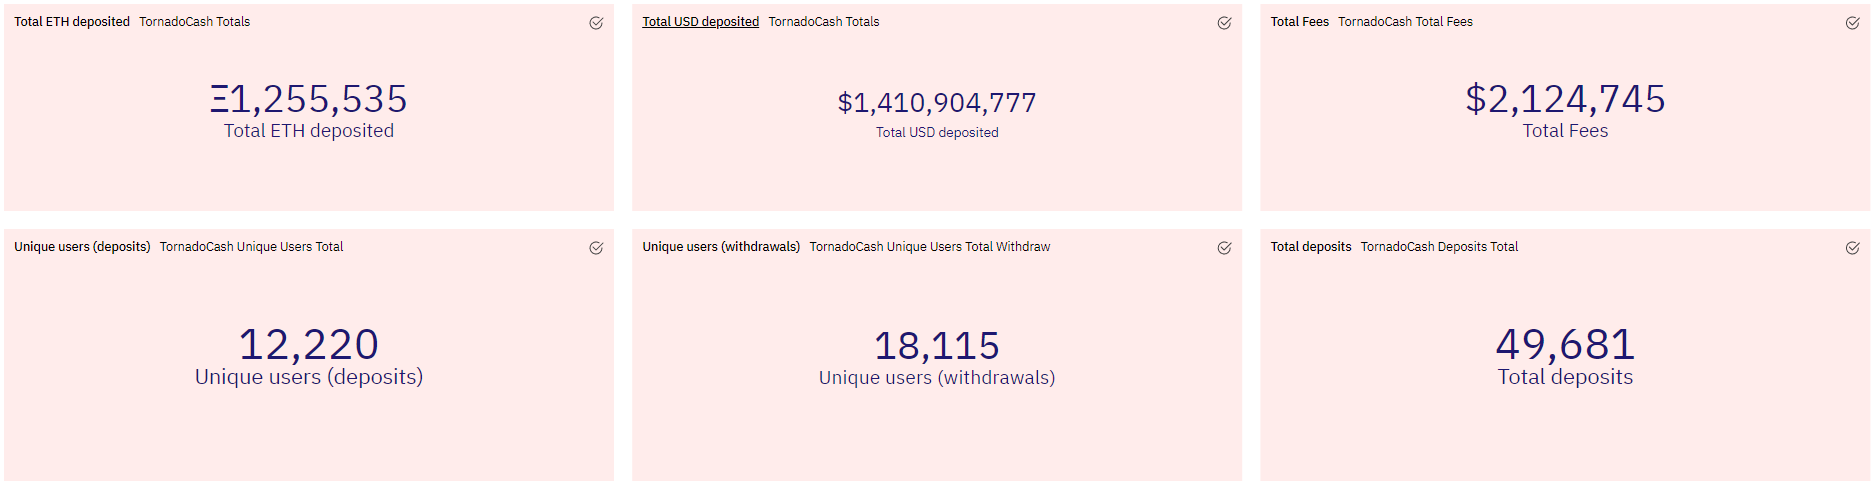 Total ETH deposited TornadoCash Totals
Ξ1,255,535
Total ETH deposited
Total USD deposited TornadoCash Totals
$1,410,904,777
Total USD deposited
Total Fees TornadoCash Total Fees
$2,124,745
Total Fees
Unique users (deposits) TornadoCash Unique Users Total
12,220
Unique users (deposits)
Unique users (withdrawals) TornadoCash Unique Users Total Withdraw
18,115
Unique users (withdrawals)
Total deposits TornadoCash Deposits Total
49,681
Total deposits